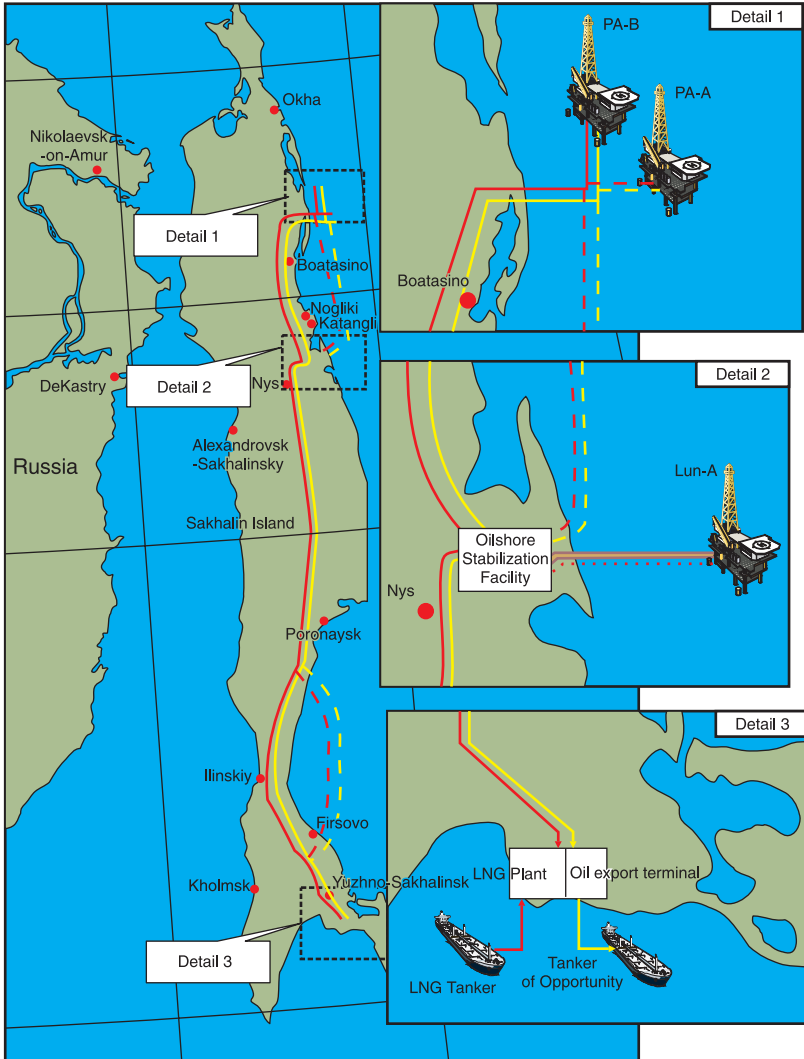 Okha
Nikolaevsk
-on-Amur
Detail 1
Boatasino
Nogliki
Katangli
DeKastry
Detail 2
Nys
Alexandrovsk
-Sakhalinsky
Russia
Sakhalin Island
Poronaysk
Ilinskiy
Firsovo
Kholmsk
Yuzhno-Sakhalinsk
Detail 3
Detail 1
PA-B
PA-A
Boatasino
Detail 2
Lun-A
Oilshore
Stabilization
Facility
Nys
Detail 3
LNG Plant
Oil export terminal
LNG Tanker
Tanker
of Opportunity